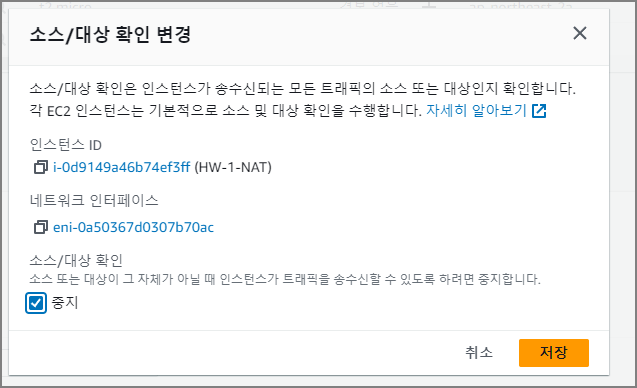 t2.micro
ap-northeast-2a
소스/대상 확인 변경
소스/대상 확인은 인스턴스가 송수신되는 모든 트래픽의 소스 또는 대상인지 확인합니다.
각 EC2 인스턴스는 기본적으로 소스 및 대상 확인을 수행합니다. 자세히 알아보기
인스턴스 ID
i-0d9149a46b74ef3ff (HW-1-NAT)
네트워크 인터페이스
eni-0a50367d0307b70ac
소스/대상 확인
소스 또는 대상이 그 자체가 아닐 때 인스턴스가 트래픽을 송수신할 수 있도록 하려면 중지합니다.
중지
취소
저장